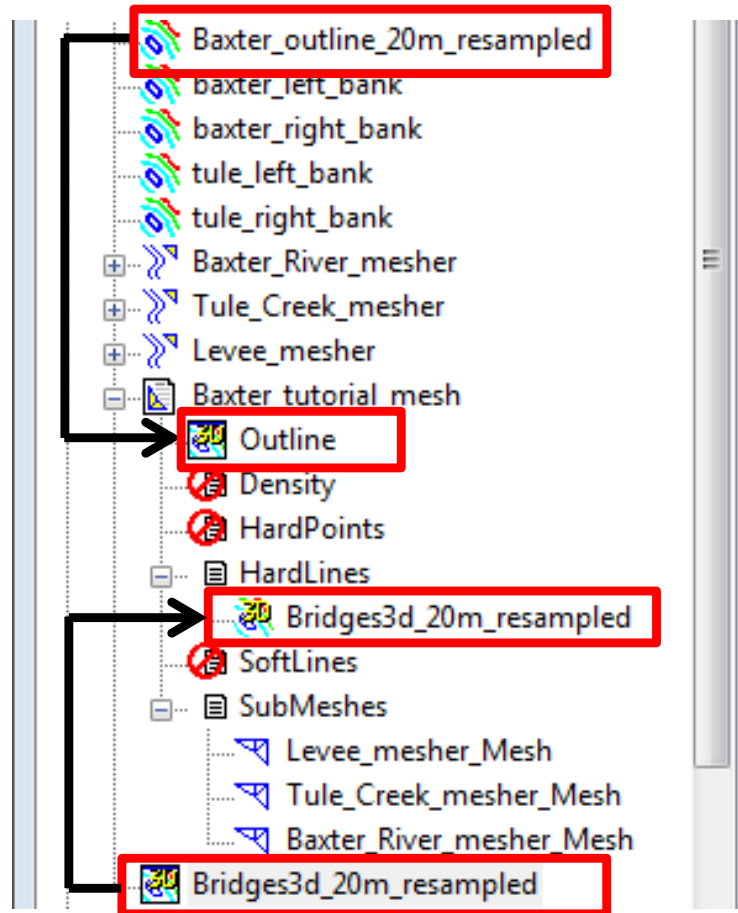 Baxter_outline_20m_resampled
baxter_left_bank
baxter_right_bank
tule_left_bank
tule_right_bank
Baxter_River_mesher
Tule_Creek_mesher
Levee_mesher
Baxter_tutorial_mesh
Outline
Density
HardPoints
HardLines
Bridges3d_20m_resampled
SoftLines
SubMeshes
Levee_mesher_Mesh
Tule_Creek_mesher_Mesh
Baxter_River_mesher_Mesh
Bridges3d_20m_resampled